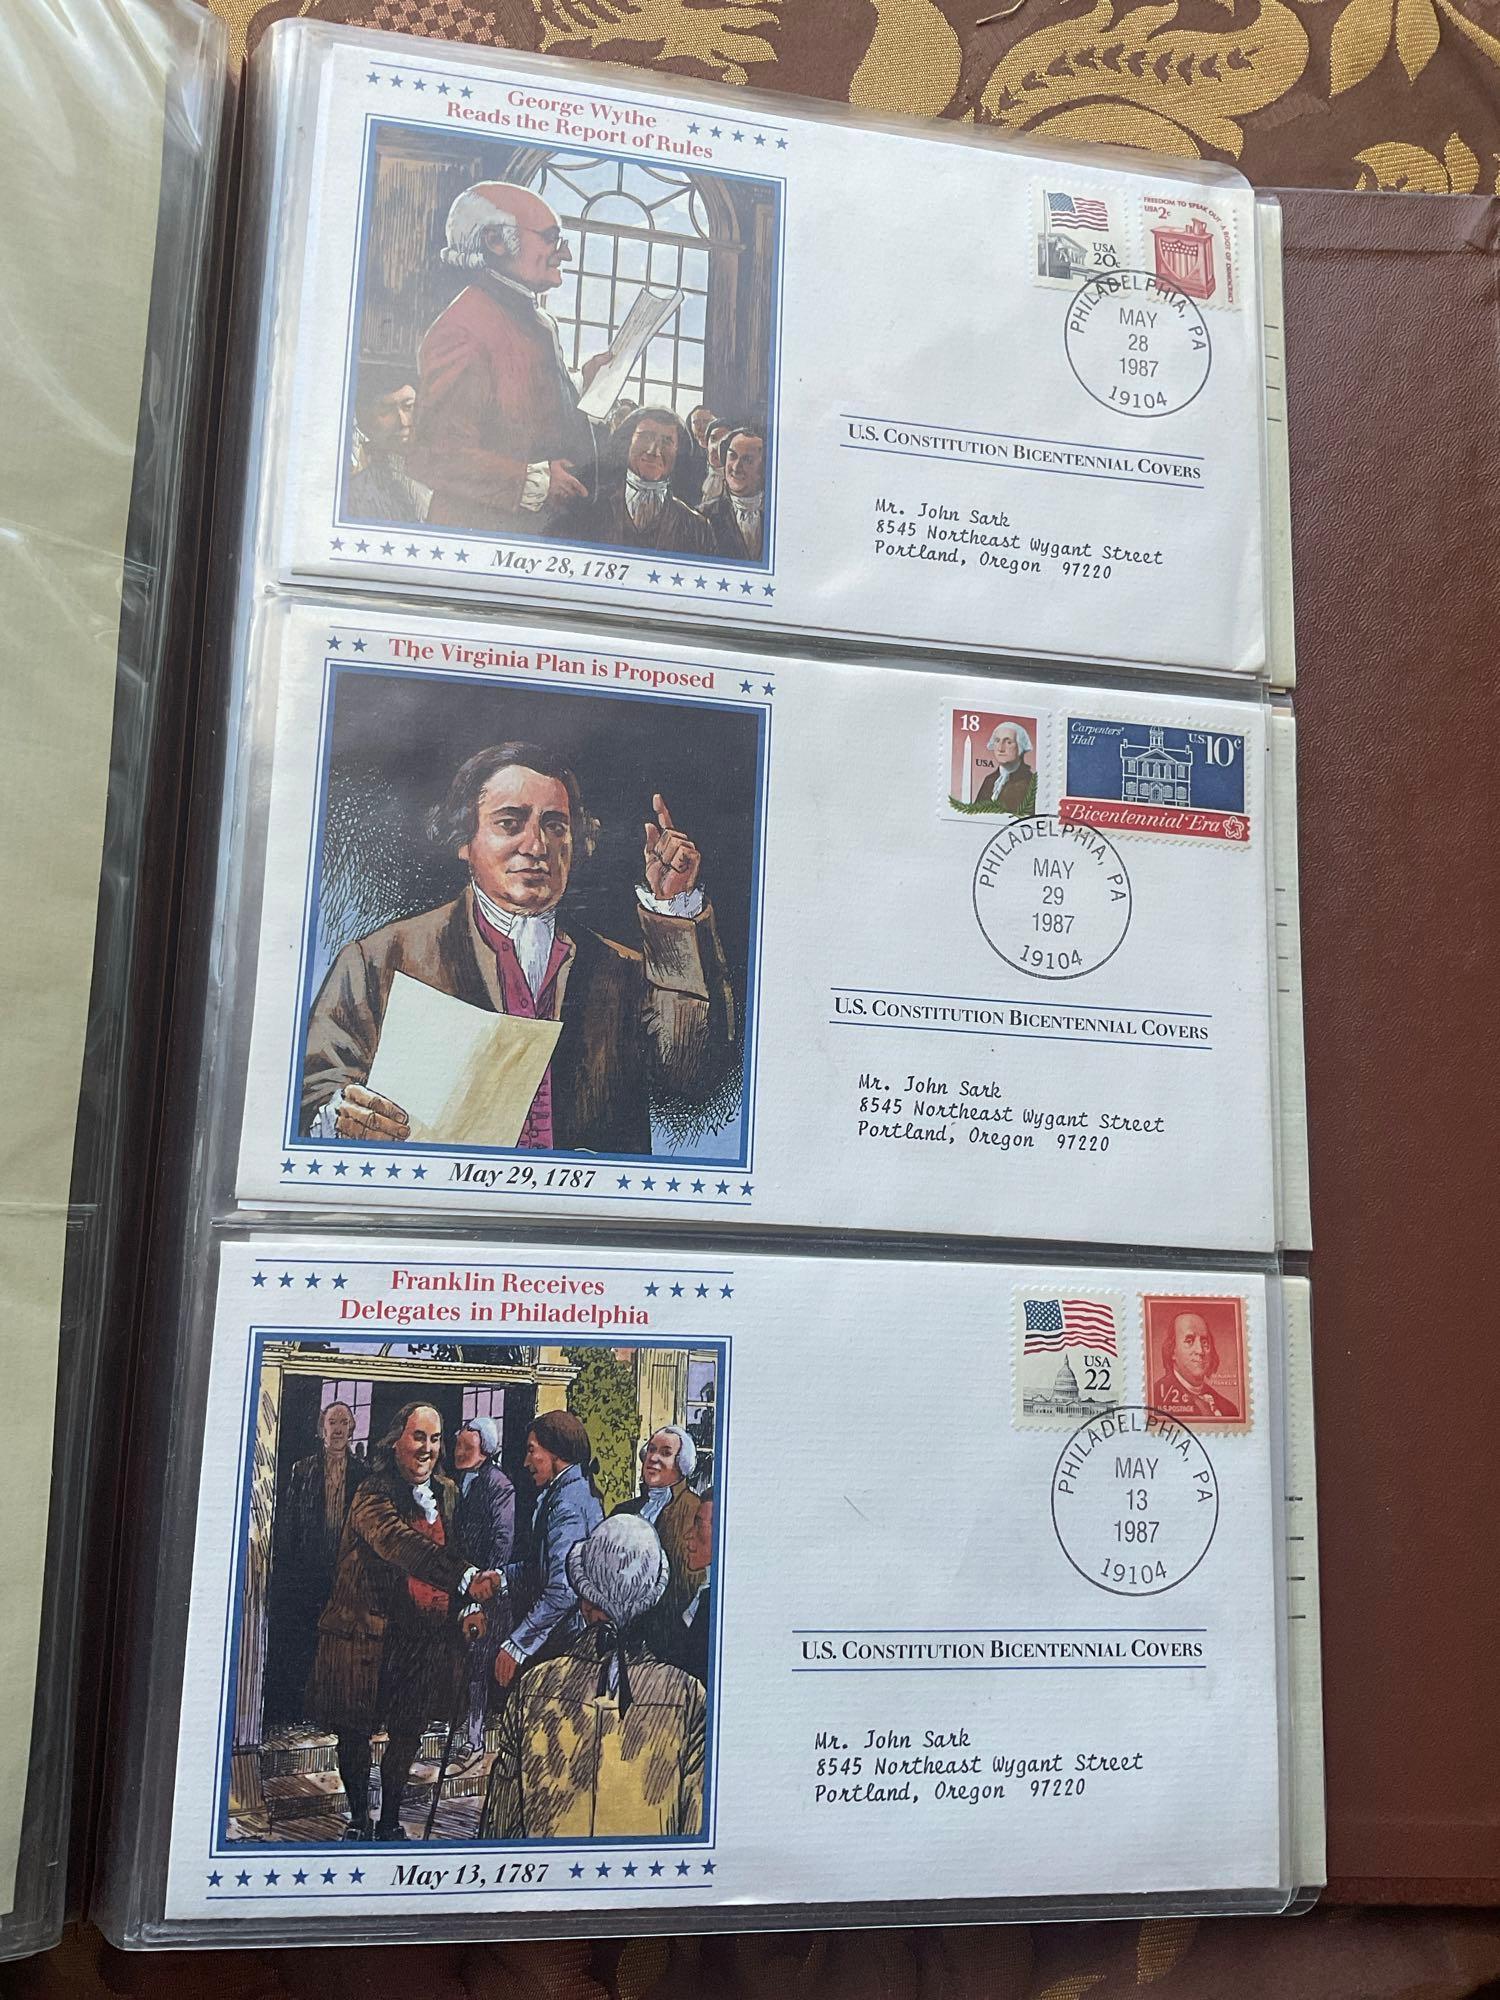 George Wythe
Reads the Report of Rules
May 28, 1787
USA
20c
FREEDOM TO SPEAK OUT · A ROOT OF DEMOCRACY
USA 2c
PHILADELPHIA, PA
MAY
28
1987
19104
U.S. CONSTITUTION BICENTENNIAL COVERS
Mr. John Sark
8545 Northeast Wygant Street
Portland, Oregon 97220
The Virginia Plan is Proposed
May 29, 1787
18
USA
Carpenters'
Hall
U.S. 10c
Bicentennial Era
PHILADELPHIA, PA
MAY
29
1987
19104
U.S. CONSTITUTION BICENTENNIAL COVERS
Mr. John Sark
8545 Northeast Wygant Street
Portland, Oregon 97220
Franklin Receives
Delegates in Philadelphia
May 13, 1787
USA
22
BENJAMIN
FRANKLIN
1/2 c
U.S. POSTAGE
PHILADELPHIA, PA
MAY
13
1987
19104
U.S. CONSTITUTION BICENTENNIAL COVERS
Mr. John Sark
8545 Northeast Wygant Street
Portland, Oregon 97220